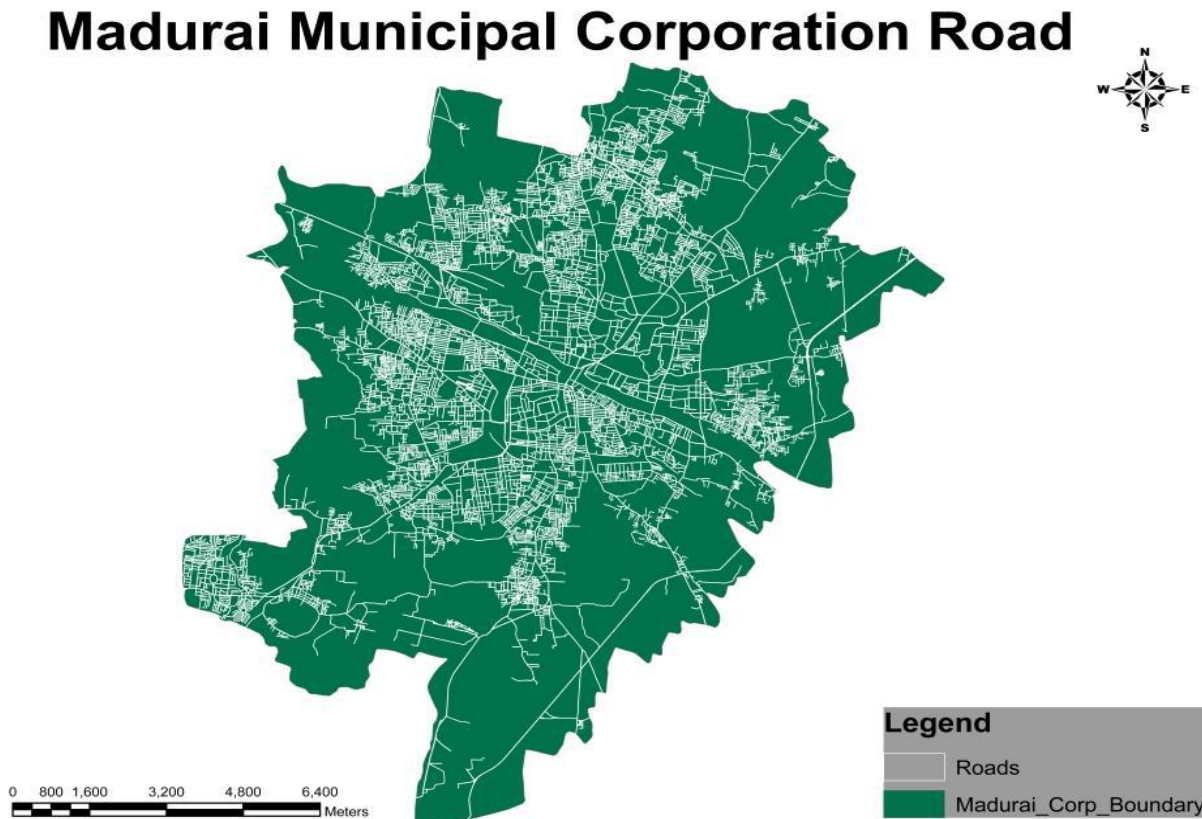 Madurai Municipal Corporation Road
N
W E
S
Legend
Roads
Madurai_Corp_Boundary
0 800 1,600 3,200 4,800 6,400
Meters